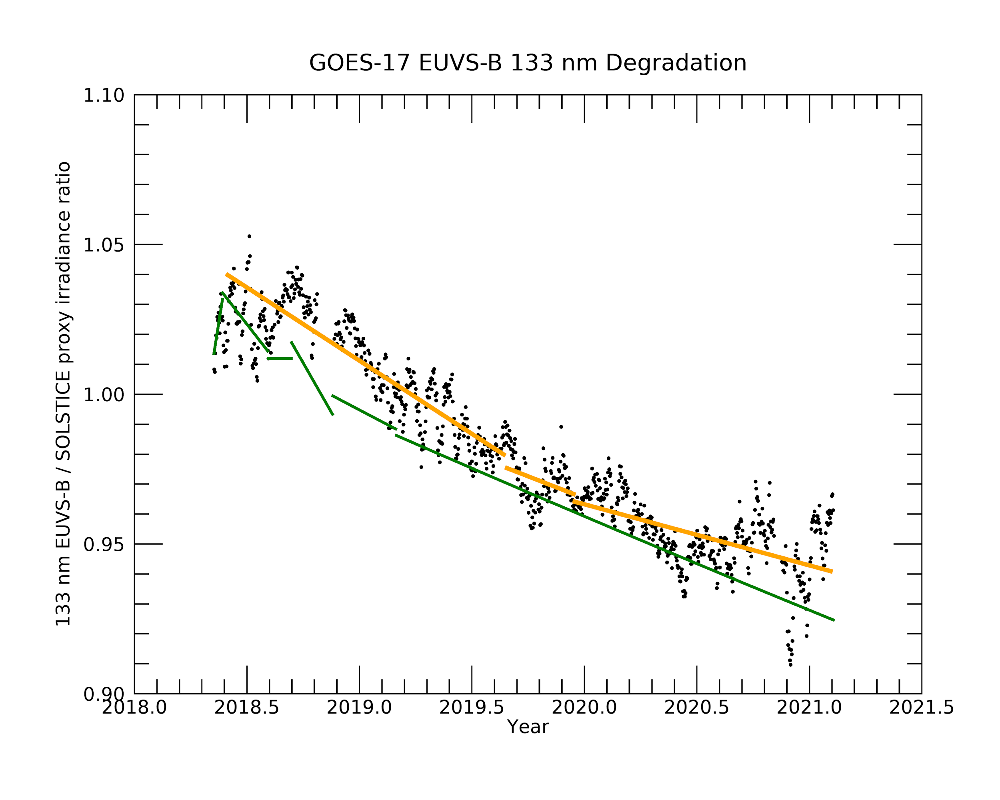 GOES-17 EUVS-B 133 nm Degradation
133 nm EUVS-B / SOLSTICE proxy irradiance ratio
1.10
1.05
1.00
0.95
0.90
2018.0 2018.5 2019.0 2019.5 2020.0 2020.5 2021.0 2021.5
Year